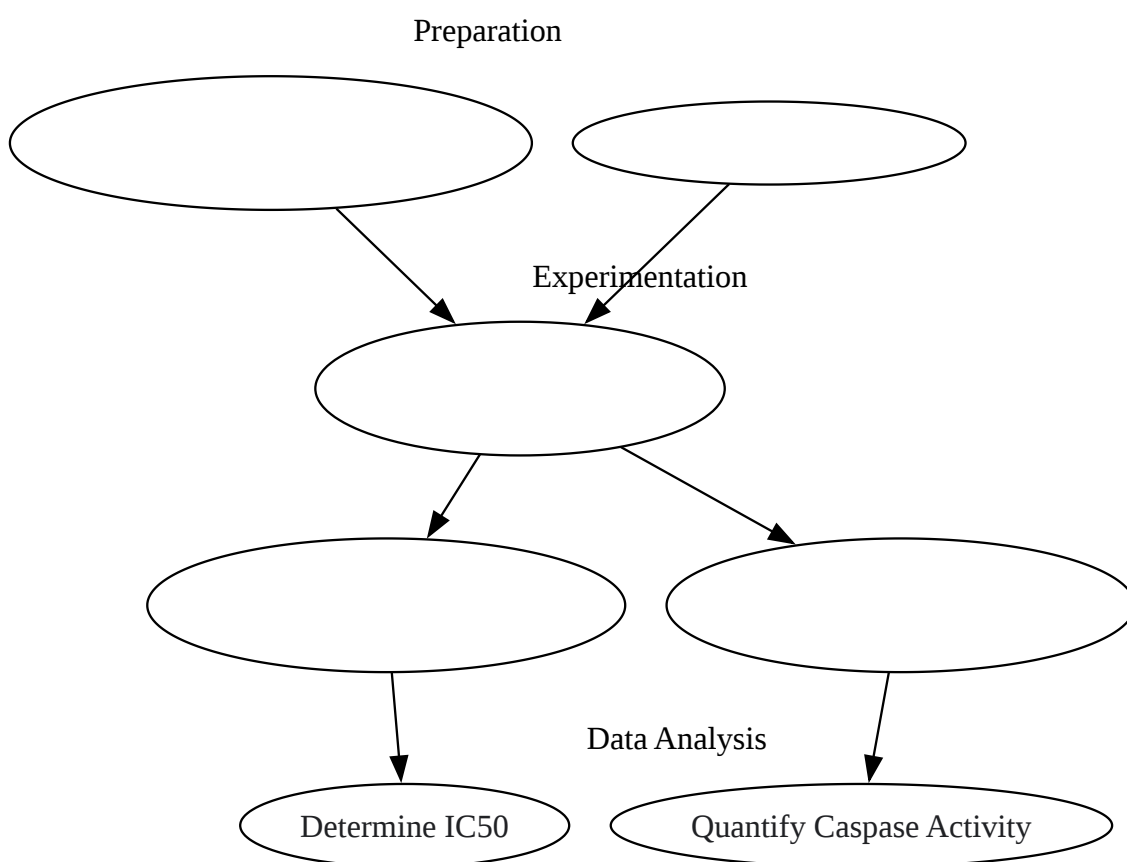 Preparation
Experimentation
Data Analysis
Determine IC50
Quantify Caspase Activity